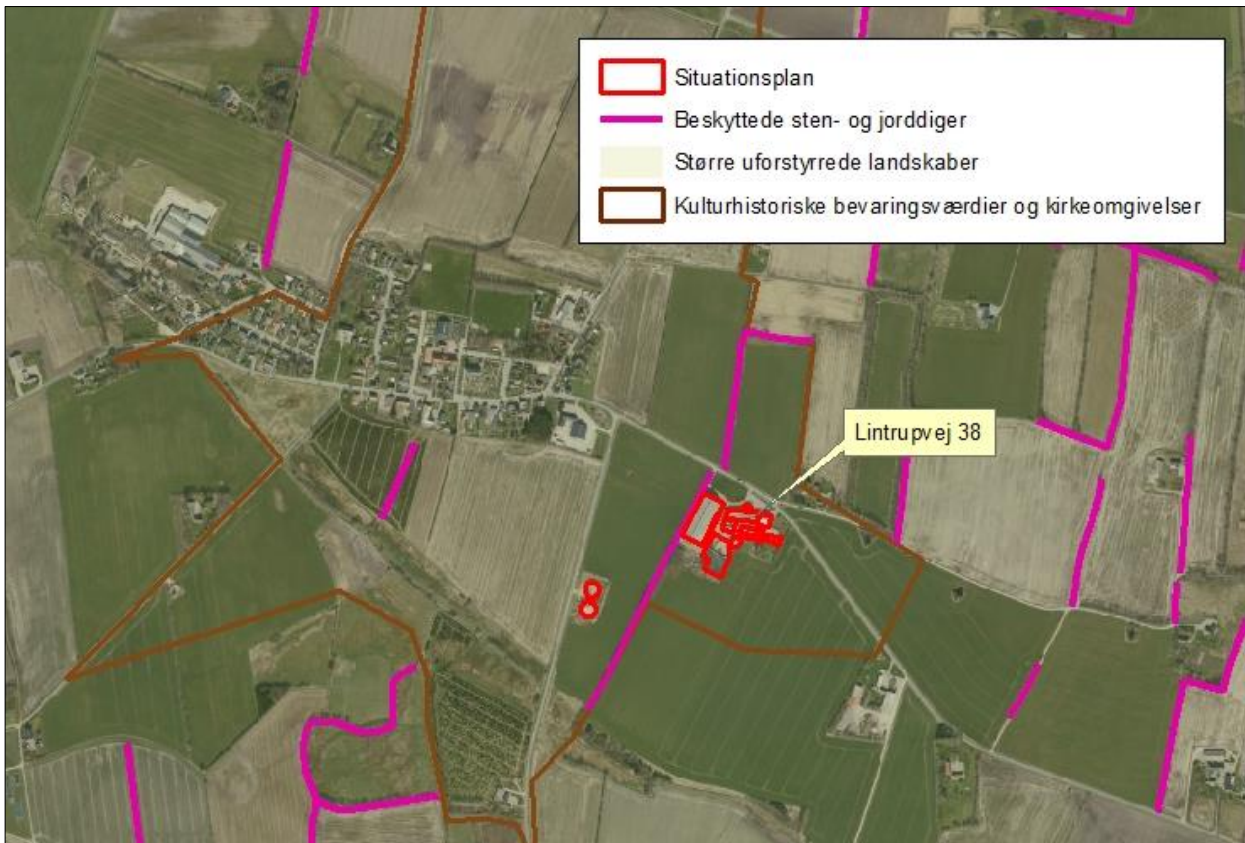 Situationsplan
Beskyttede sten- og jorddiger
Større uforstyrrede landskaber
Kulturhistoriske bevaringsværdier og kirkeomgivelser
Lintrupvej 38